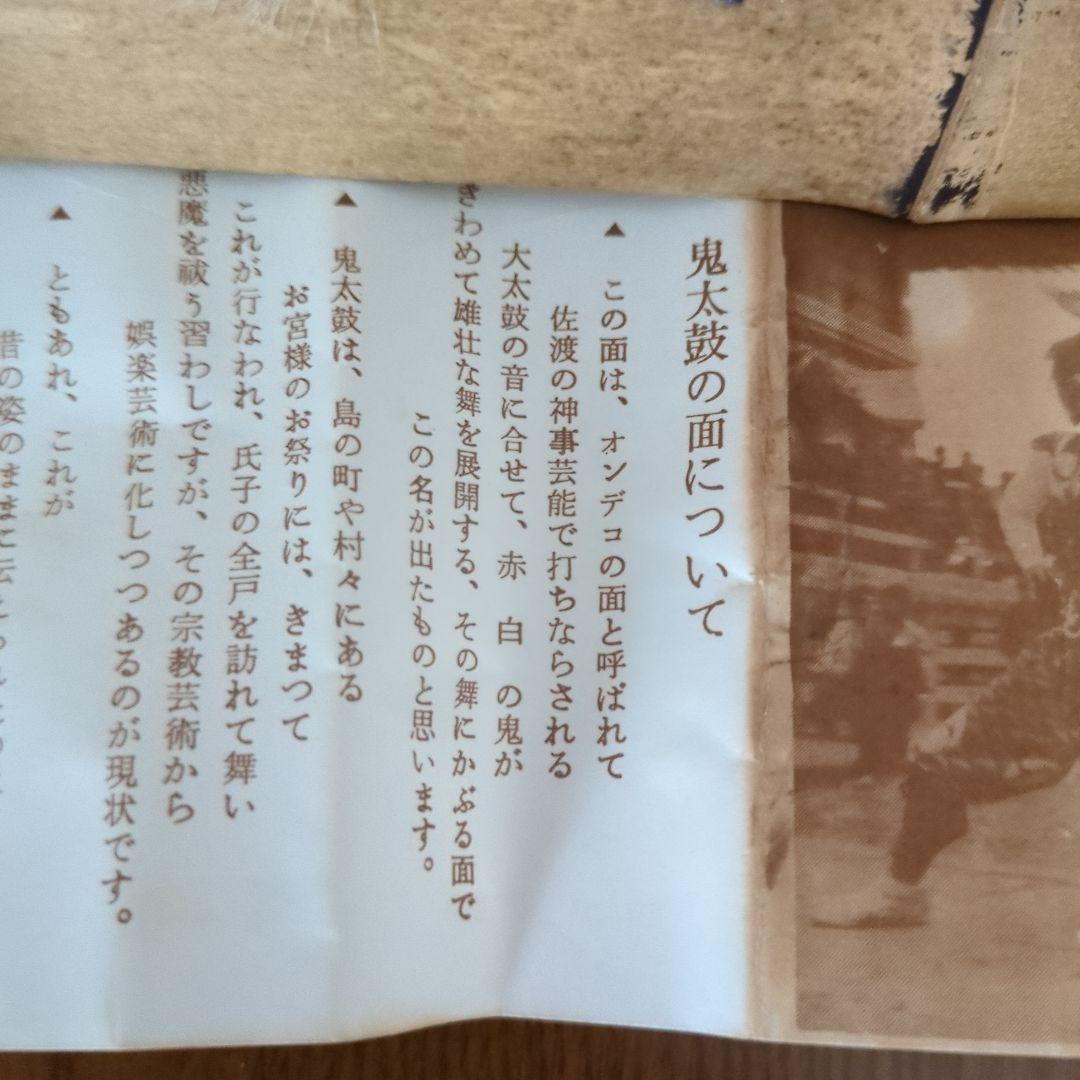 鬼太鼓の面について
▲ この面は、オンデコの面と呼ばれて
佐渡の神事芸能で打ちならされる
大太鼓の音に合せて、赤 白 の鬼が
きわめて雄壮な舞を展開する、その舞にかぶる面で
この名が出たものと思います。
▲ 鬼太鼓は、島の町や村々にある
お宮様のお祭りには、きまつて
これが行なわれ、氏子の全戸を訪れて舞い
悪魔を祓う習わしですが、その宗教芸術から
娯楽芸術に化しつつあるのが現状です。
▲ ともあれ、これが
昔の姿のままに